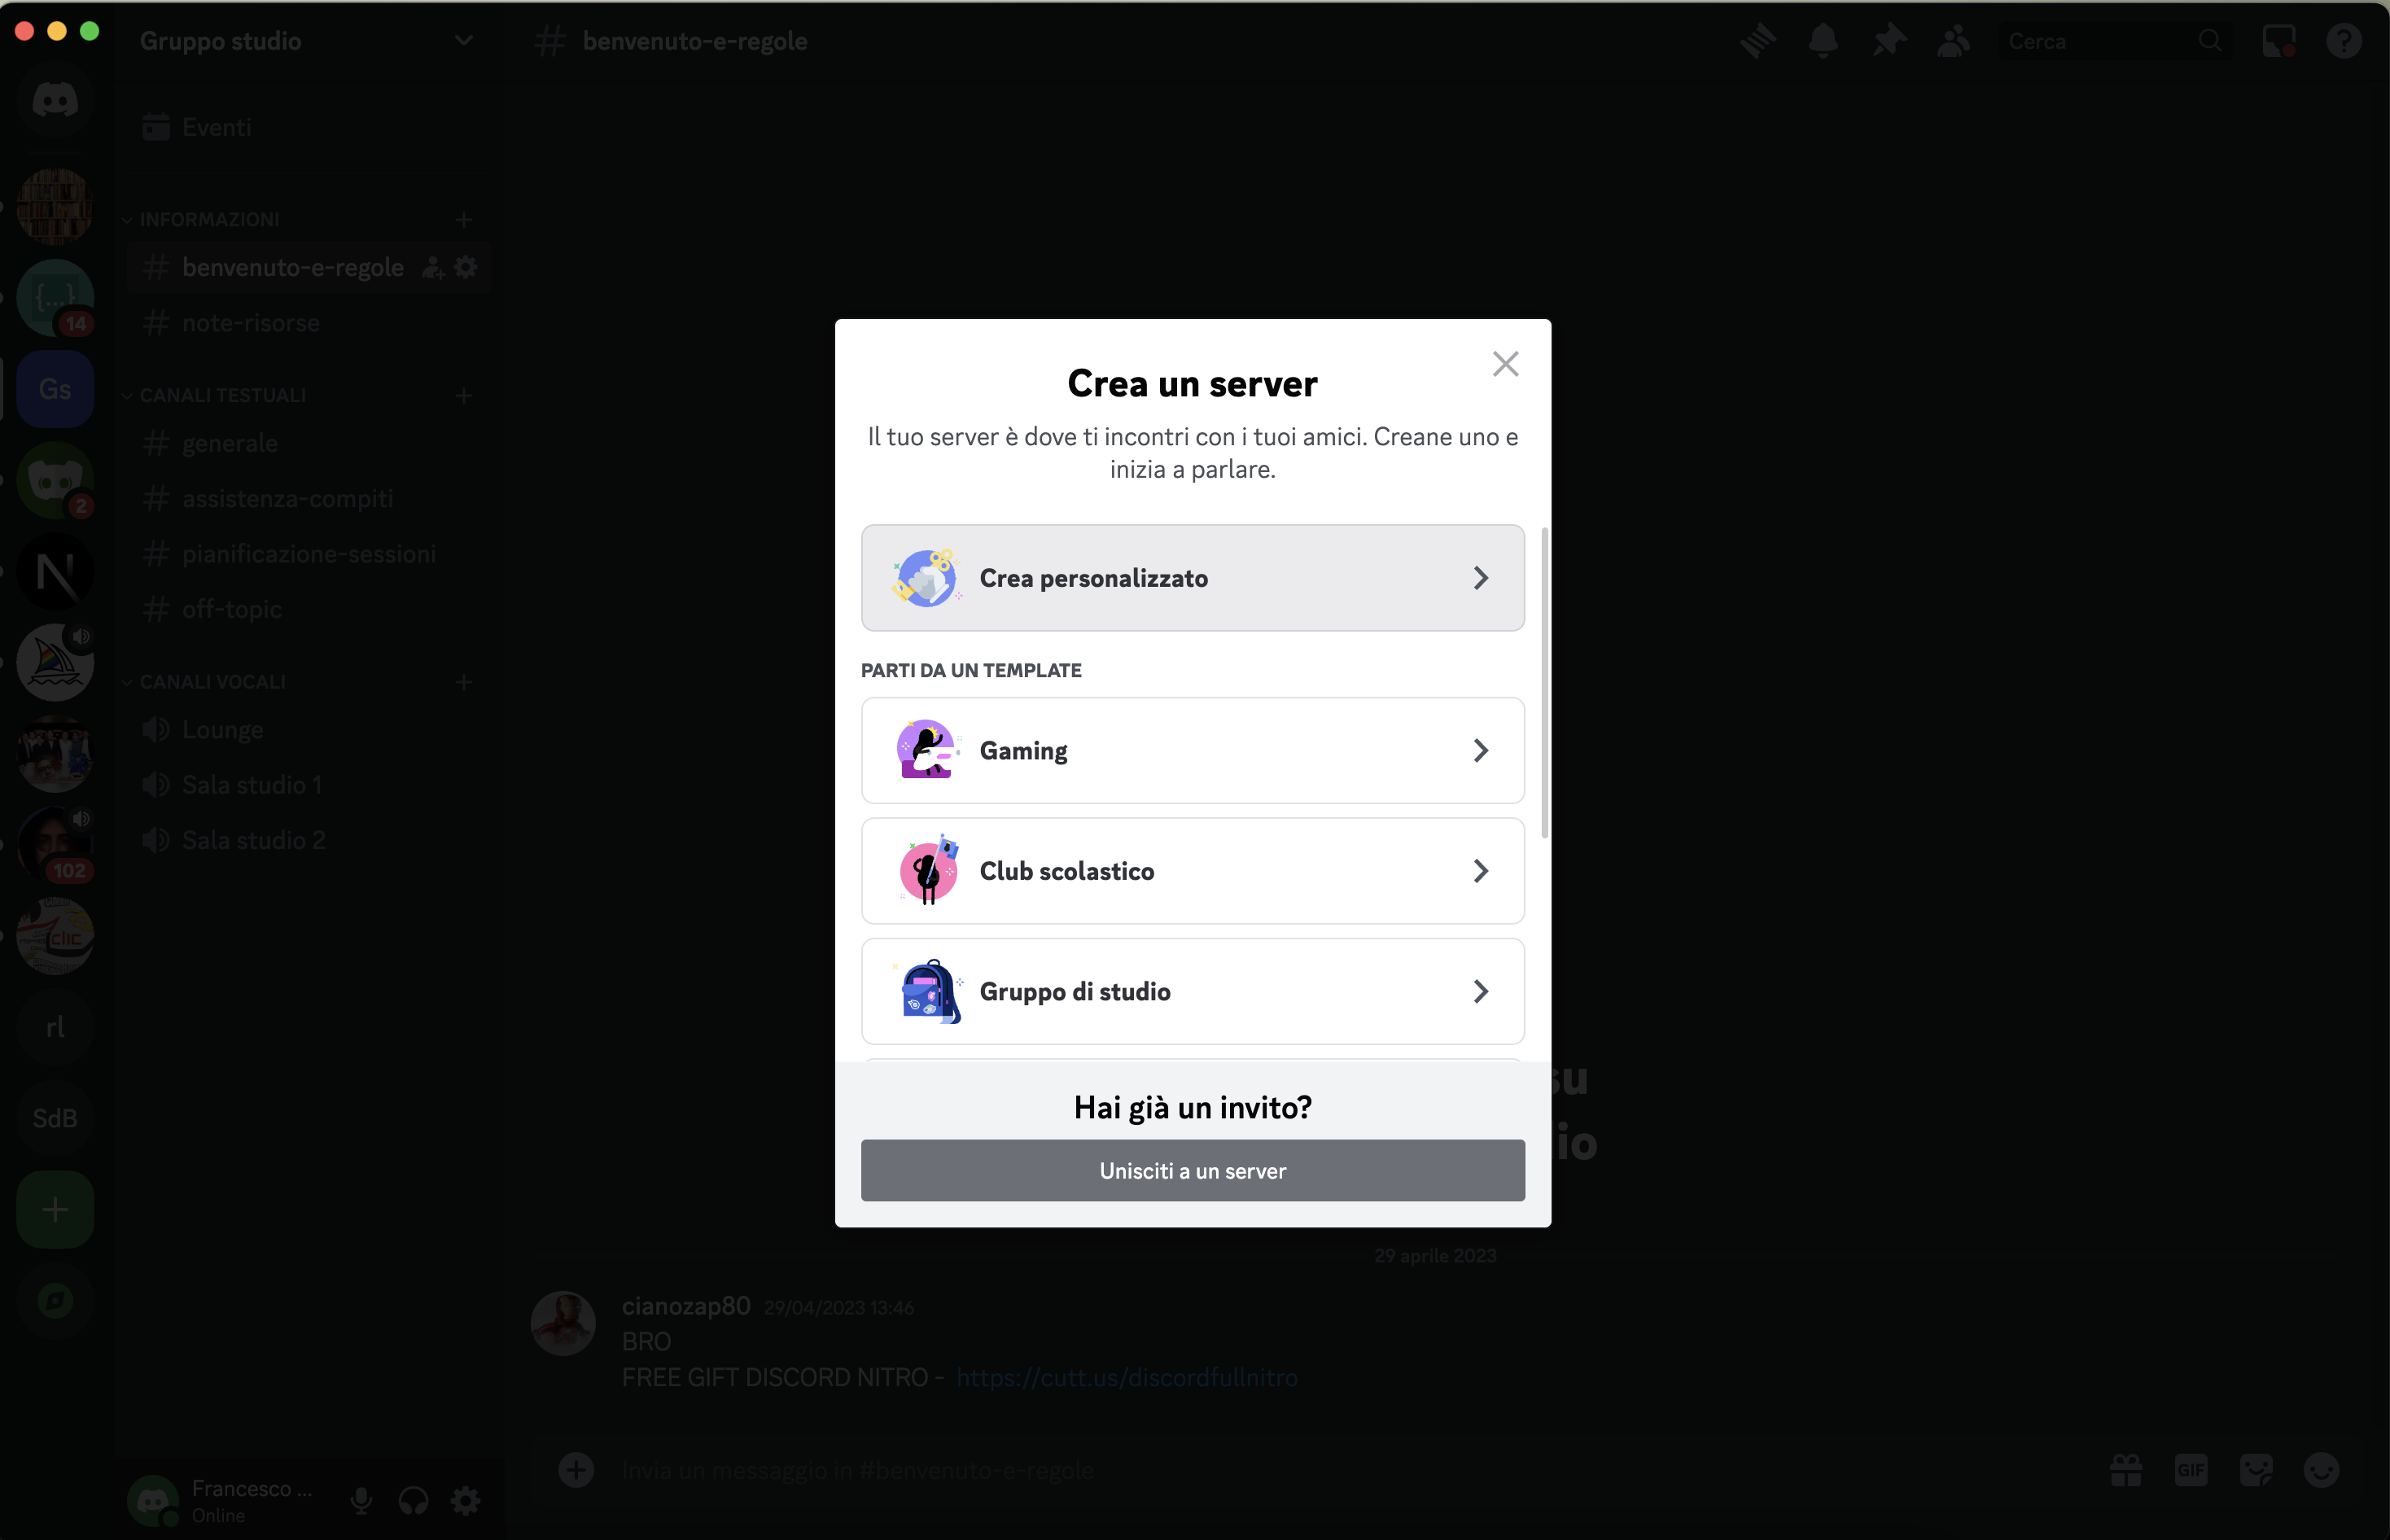 Gruppo studio
benvenuto-e-regole
Cerca
Eventi
INFORMAZIONI
benvenuto-e-regole
note-risorse
CANALI TESTUALI
generale
assistenza-compiti
pianificazione-sessioni
off-topic
CANALI VOCALI
Lounge
Sala studio 1
Sala studio 2
{...}
14
Gs
2
N
102
clic
rl
SdB
Crea un server
Il tuo server è dove ti incontri con i tuoi amici. Creane uno e
inizia a parlare.
Crea personalizzato
PARTI DA UN TEMPLATE
Gaming
Club scolastico
Gruppo di studio
Hai già un invito?
Unisciti a un server
su
io
29 aprile 2023
cianozap80 29/04/2023 13:46
BRO
FREE GIFT DISCORD NITRO - https://cutt.us/discordfullnitro
Invia un messaggio in #benvenuto-e-regole
GIF
Francesco ...
Online